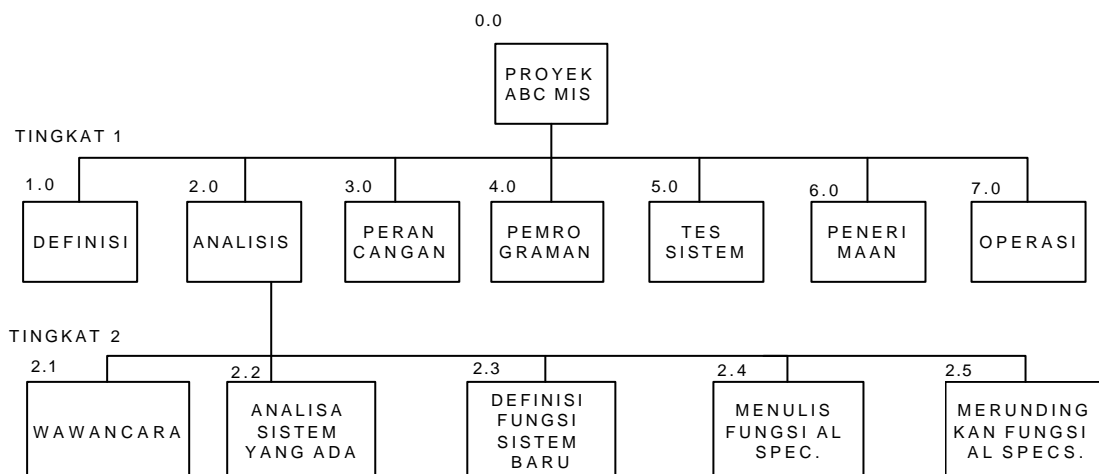 0.0
PROYEK
ABC MIS
TINGKAT 1
1.0
DEFINISI
2.0
ANALISIS
3.0
PERAN
CANGAN
4.0
PEMRO
GRAMAN
5.0
TES
SISTEM
6.0
PENERI
MAAN
7.0
OPERASI
TINGKAT 2
2.1
WAWANCARA
2.2
ANALISA
SISTEM
YANG ADA
2.3
DEFINISI
FUNGSI
SISTEM
BARU
2.4
MENULIS
FUNGSI AL
SPEC.
2.5
MERUNDING
KAN FUNGSI
AL SPECS.